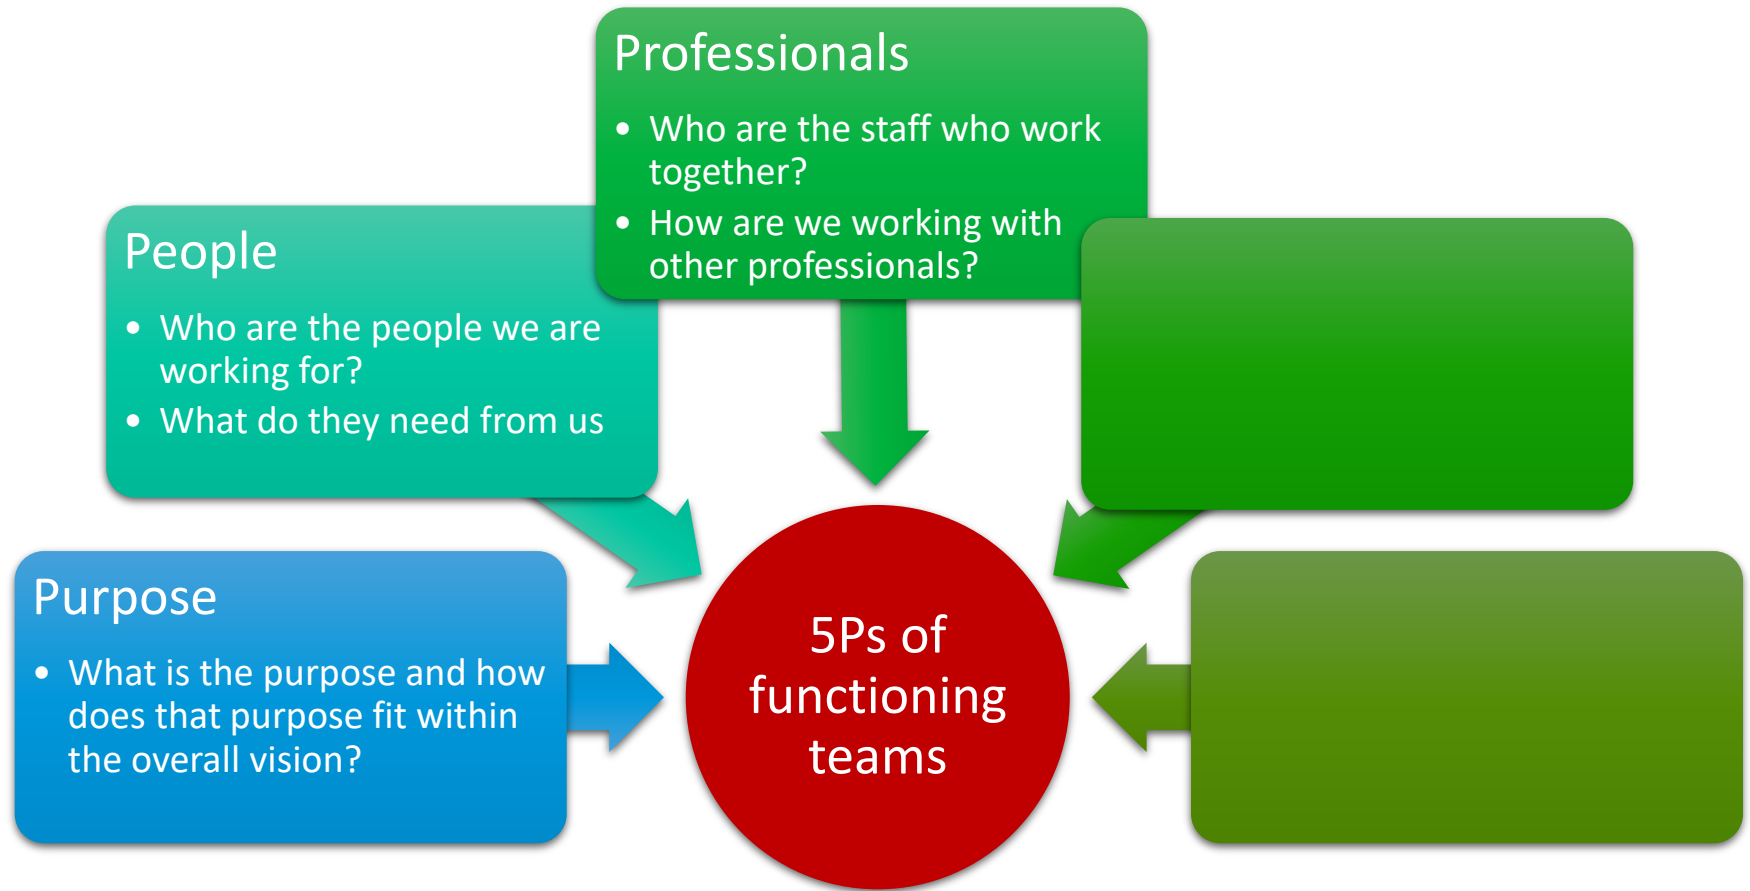 Professionals
• Who are the staff who work
together?
• How are we working with
other professionals?
People
• Who are the people we are
working for?
• What do they need from us
Purpose
• What is the purpose and how
does that purpose fit within
the overall vision?
5Ps of
functioning
teams